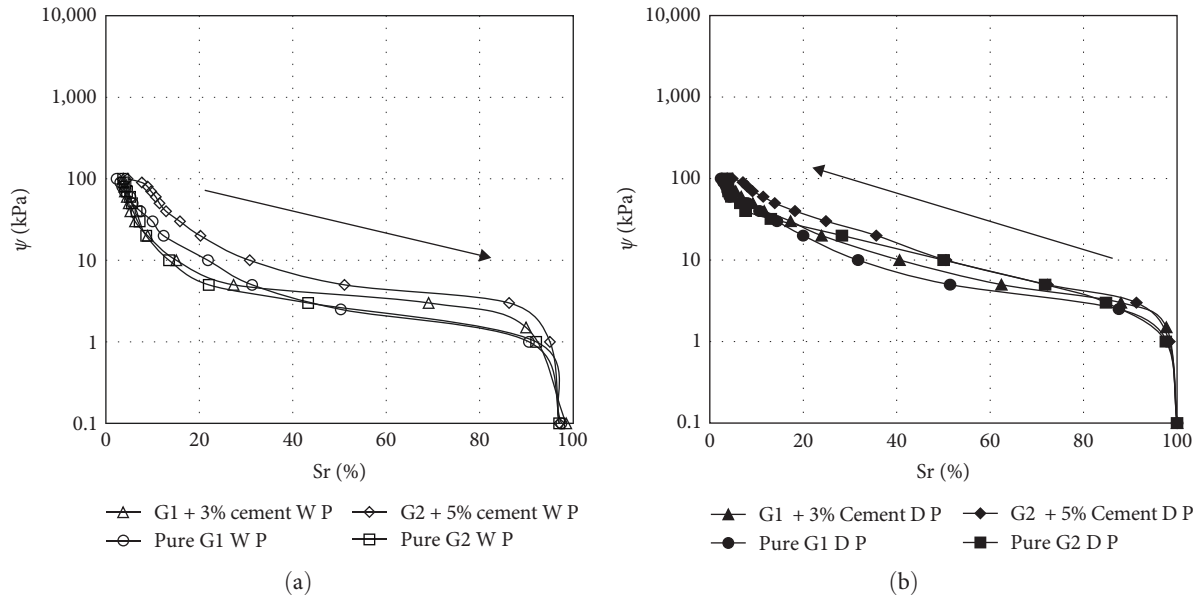 10,000
1,000
100
10
1
0.1
ψ (kPa)
0 20 40 60 80 100
Sr (%)
G1 + 3% cement W P
G2 + 5% cement W P
Pure G1 W P
Pure G2 W P
(a)
10,000
1,000
100
10
1
0.1
ψ (kPa)
0 20 40 60 80 100
Sr (%)
G1 + 3% Cement D P
G2 + 5% Cement D P
Pure G1 D P
Pure G2 D P
(b)